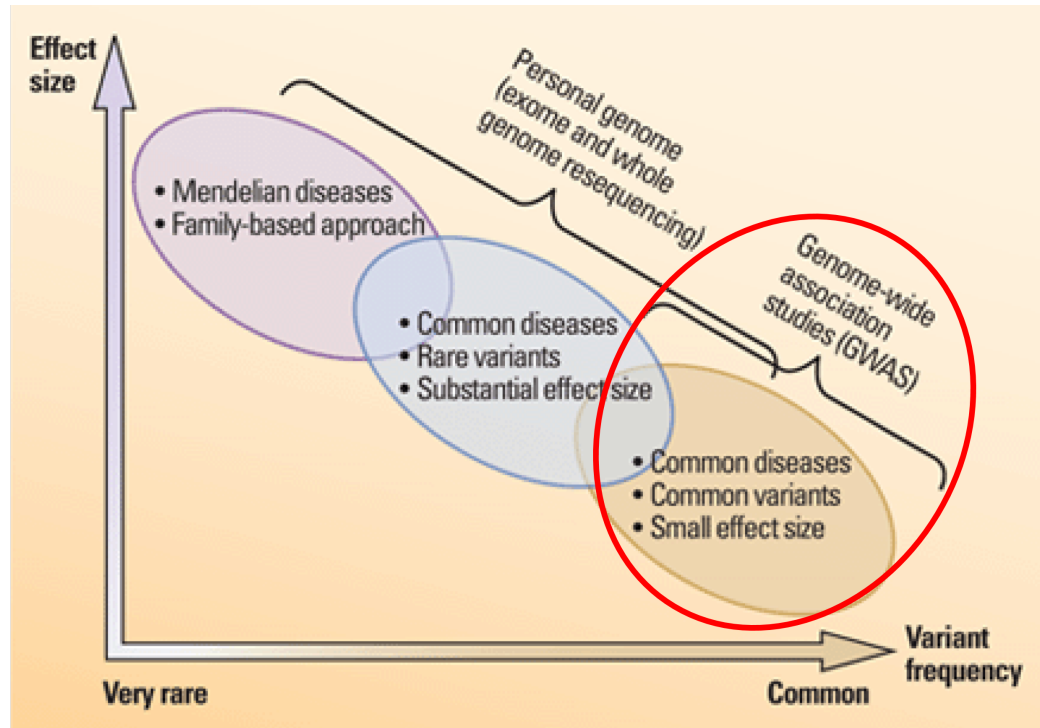 Effect
size
Personal genome
(exome and whole
genome resequencing)
• Mendelian diseases
• Family-based approach
Genome-wide
association
studies (GWAS)
• Common diseases
• Rare variants
• Substantial effect size
• Common diseases
• Common variants
• Small effect size
Variant
frequency
Very rare
Common